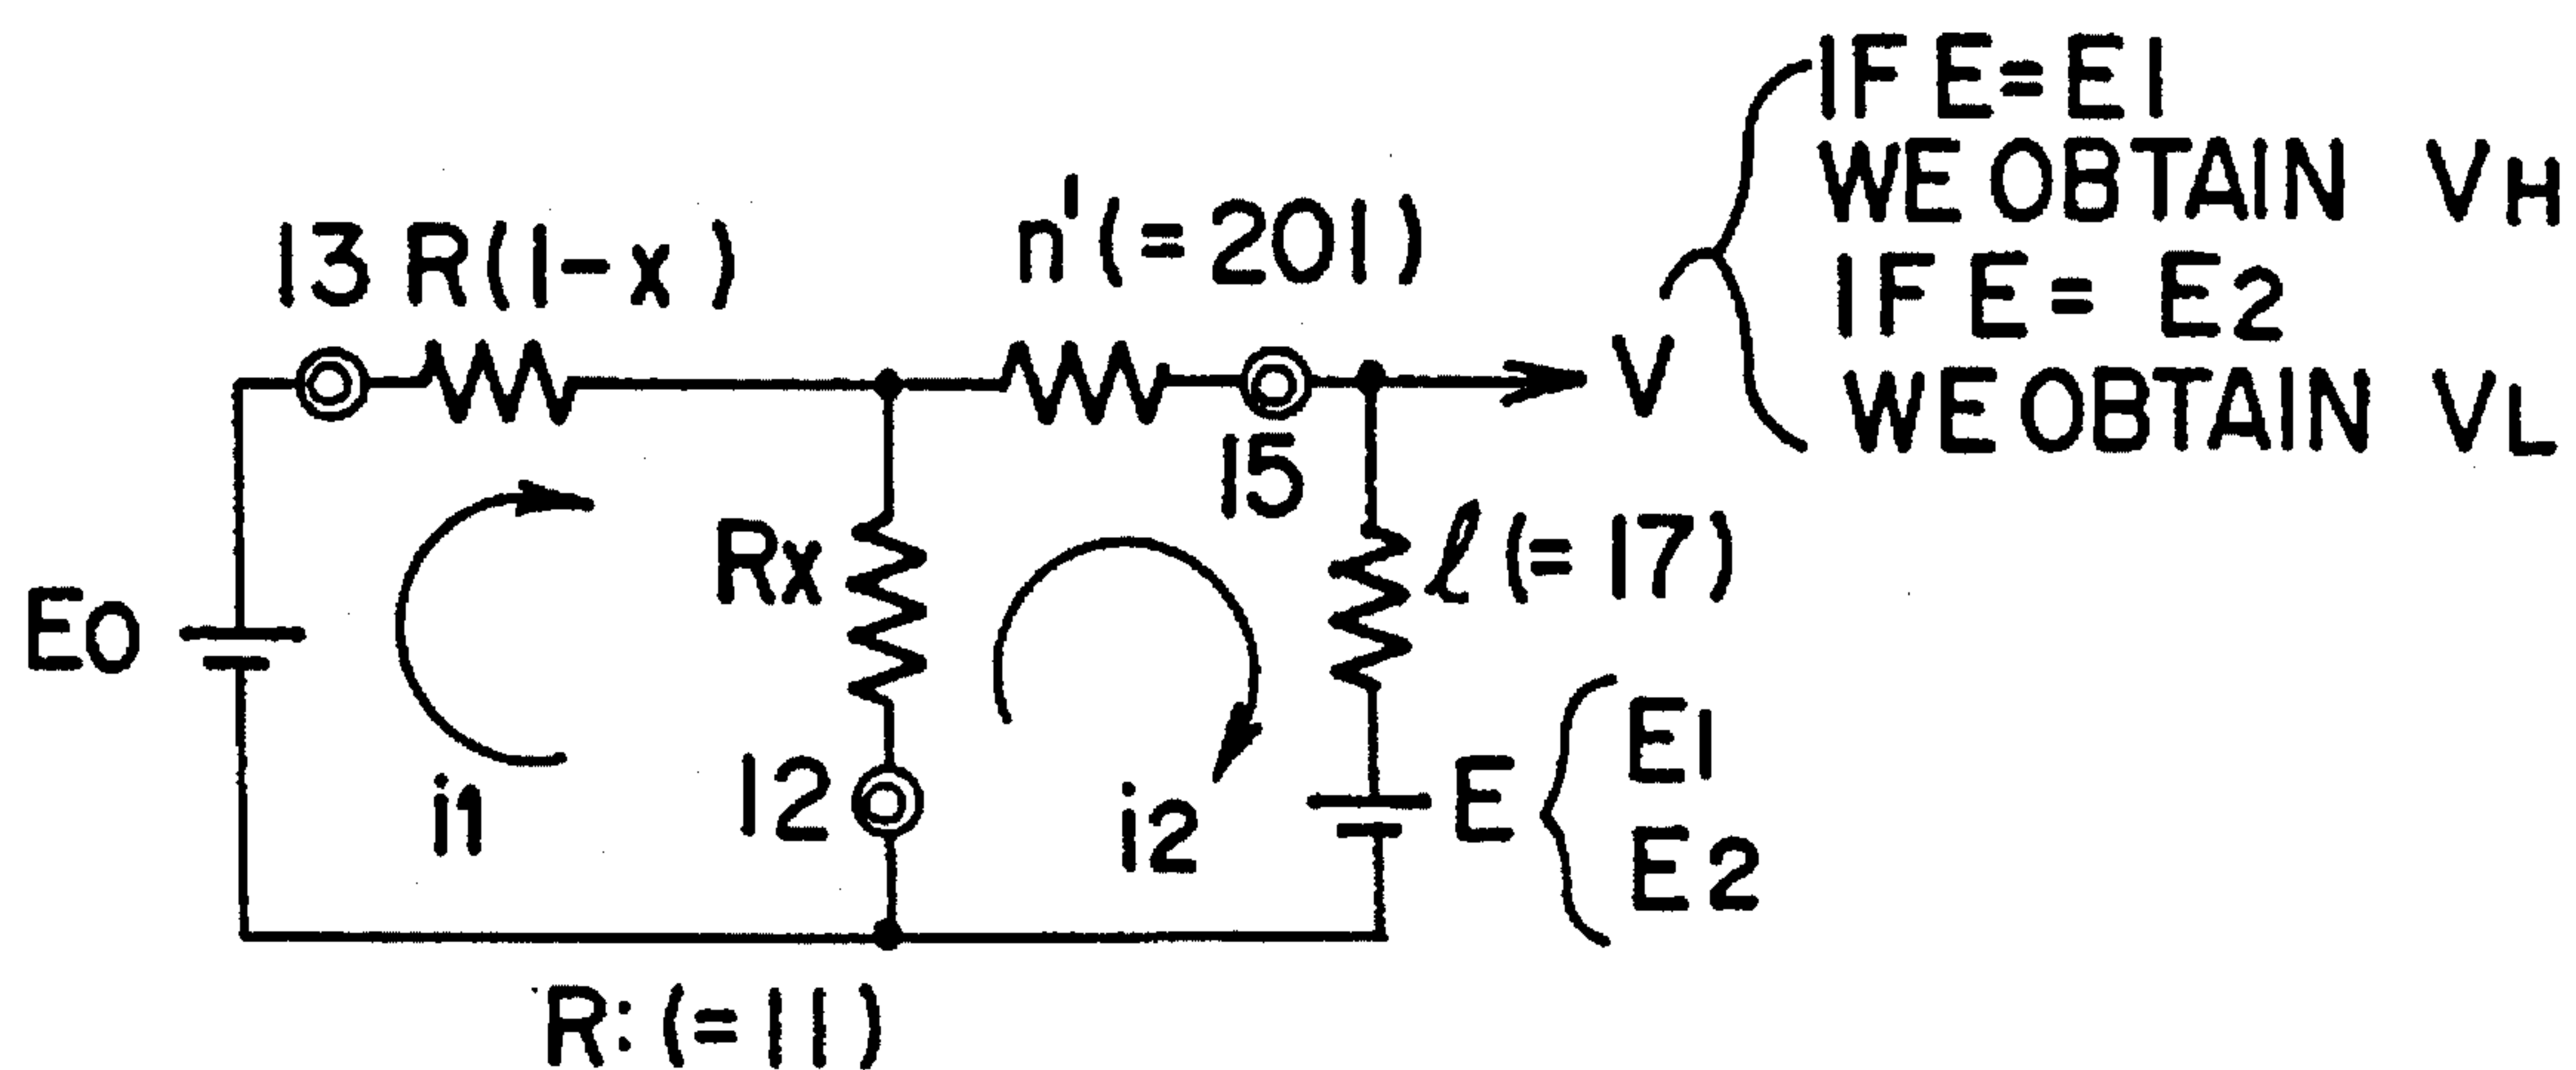 IF E=E1
WE OBTAIN VH
IF E= E2
WE OBTAIN VL
13 R(1-x)
n'(=201)
V
15
Rx
ℓ(=17)
E0
12
i1
i2
E
E1
E2
R:(=11)